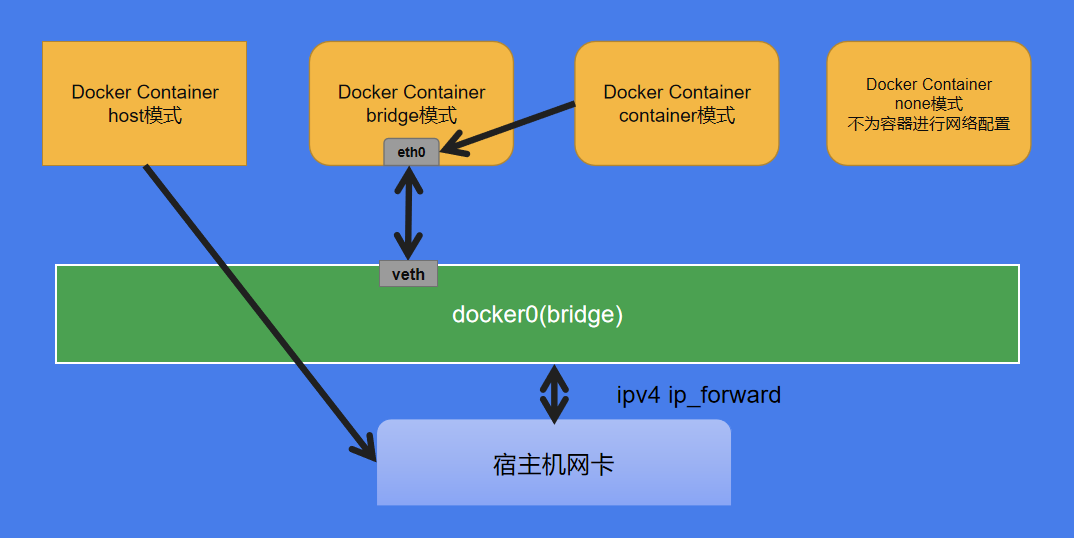 Docker Container
host模式
Docker Container
bridge模式
eth0
Docker Container
container模式
Docker Container
none模式
不为容器进行网络配置
veth
docker0(bridge)
ipv4 ip_forward
宿主机网卡